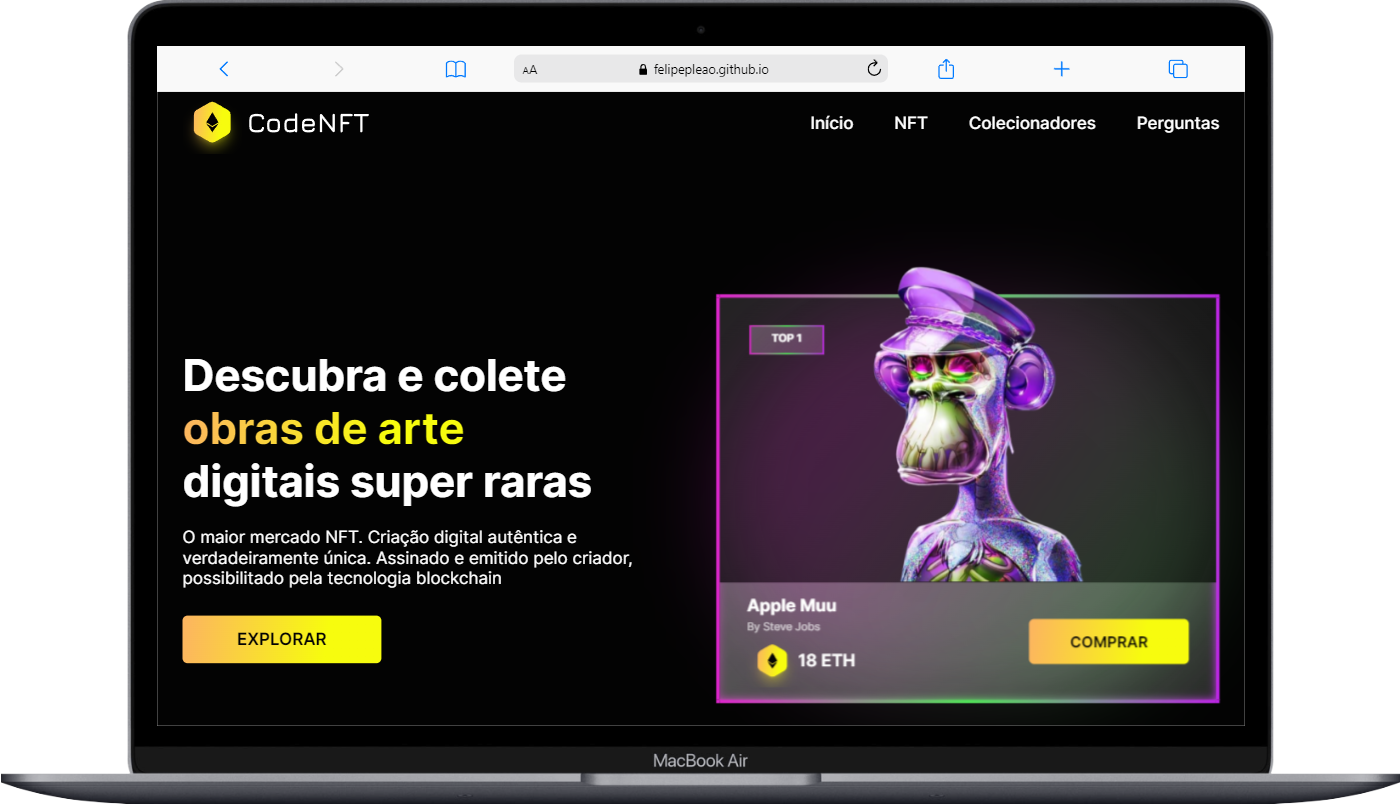 AA
felipepleao.github.io
CodeNFT
Início
NFT
Colecionadores
Perguntas
Descubra e colete
obras de arte
digitais super raras
O maior mercado NFT. Criação digital autêntica e
verdadeiramente única. Assinado e emitido pelo criador,
possibilitado pela tecnologia blockchain
EXPLORAR
TOP 1
Apple Muu
By Steve Jobs
18 ETH
COMPRAR
MacBook Air